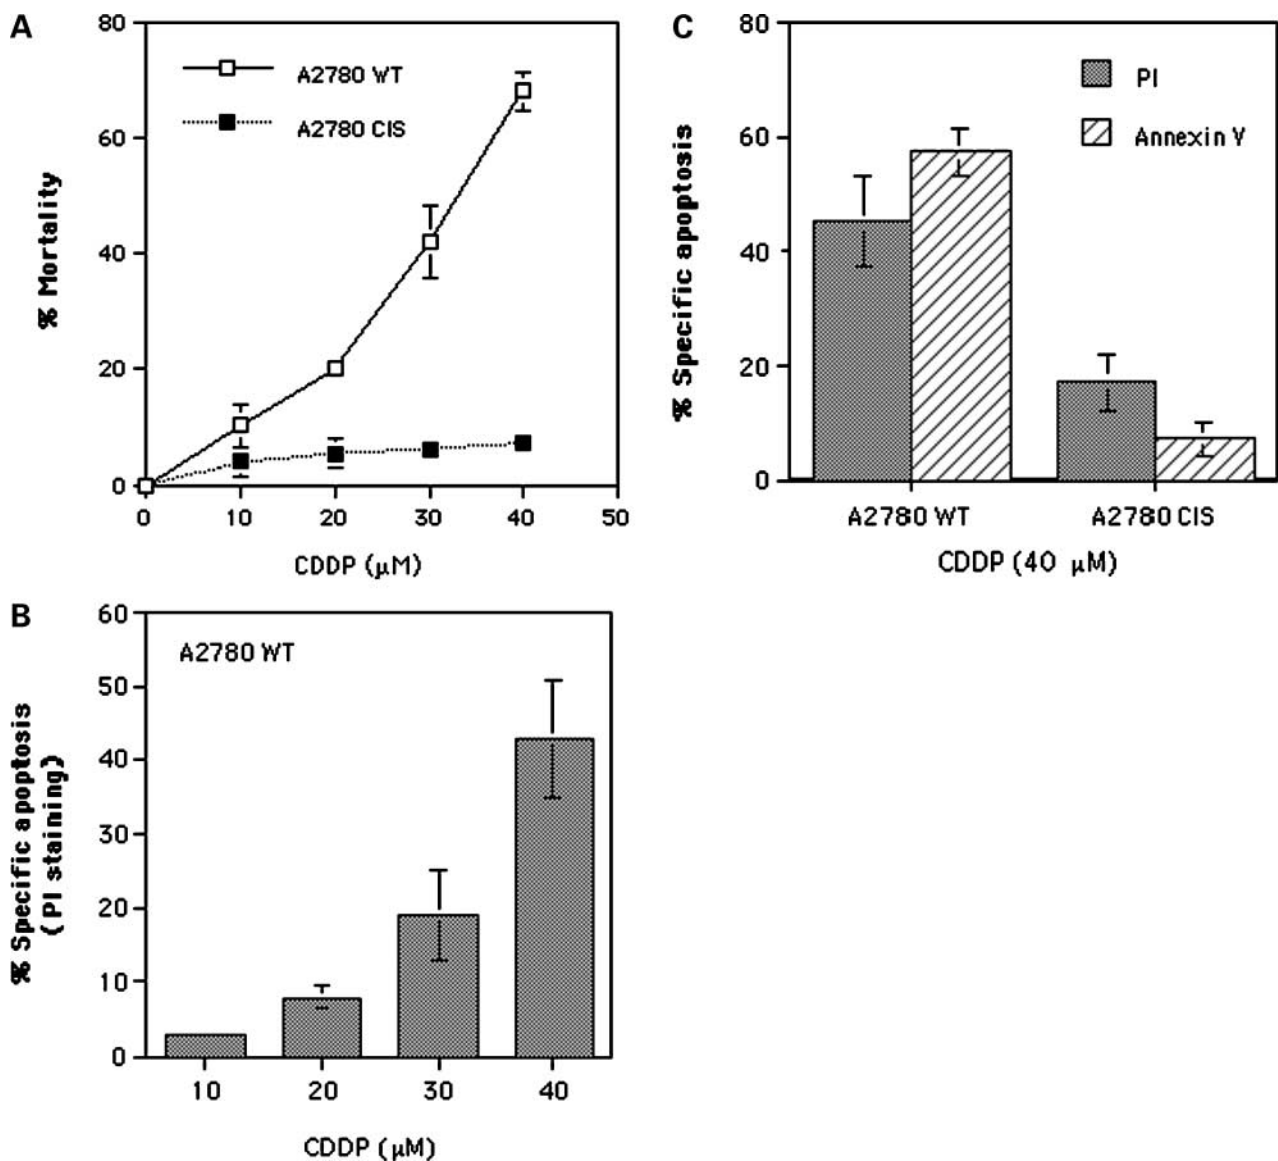 A
80
60
40
20
0
% Mortality
A2780 WT
A2780 CIS
0 10 20 30 40 50
CDDP (µM)
C
80
60
40
20
0
% Specific apoptosis
PI
Annexin V
A2780 WT A2780 CIS
CDDP (40 µM)
B
60
50
40
30
20
10
0
% Specific apoptosis
(PI staining)
A2780 WT
10 20 30 40
CDDP (µM)